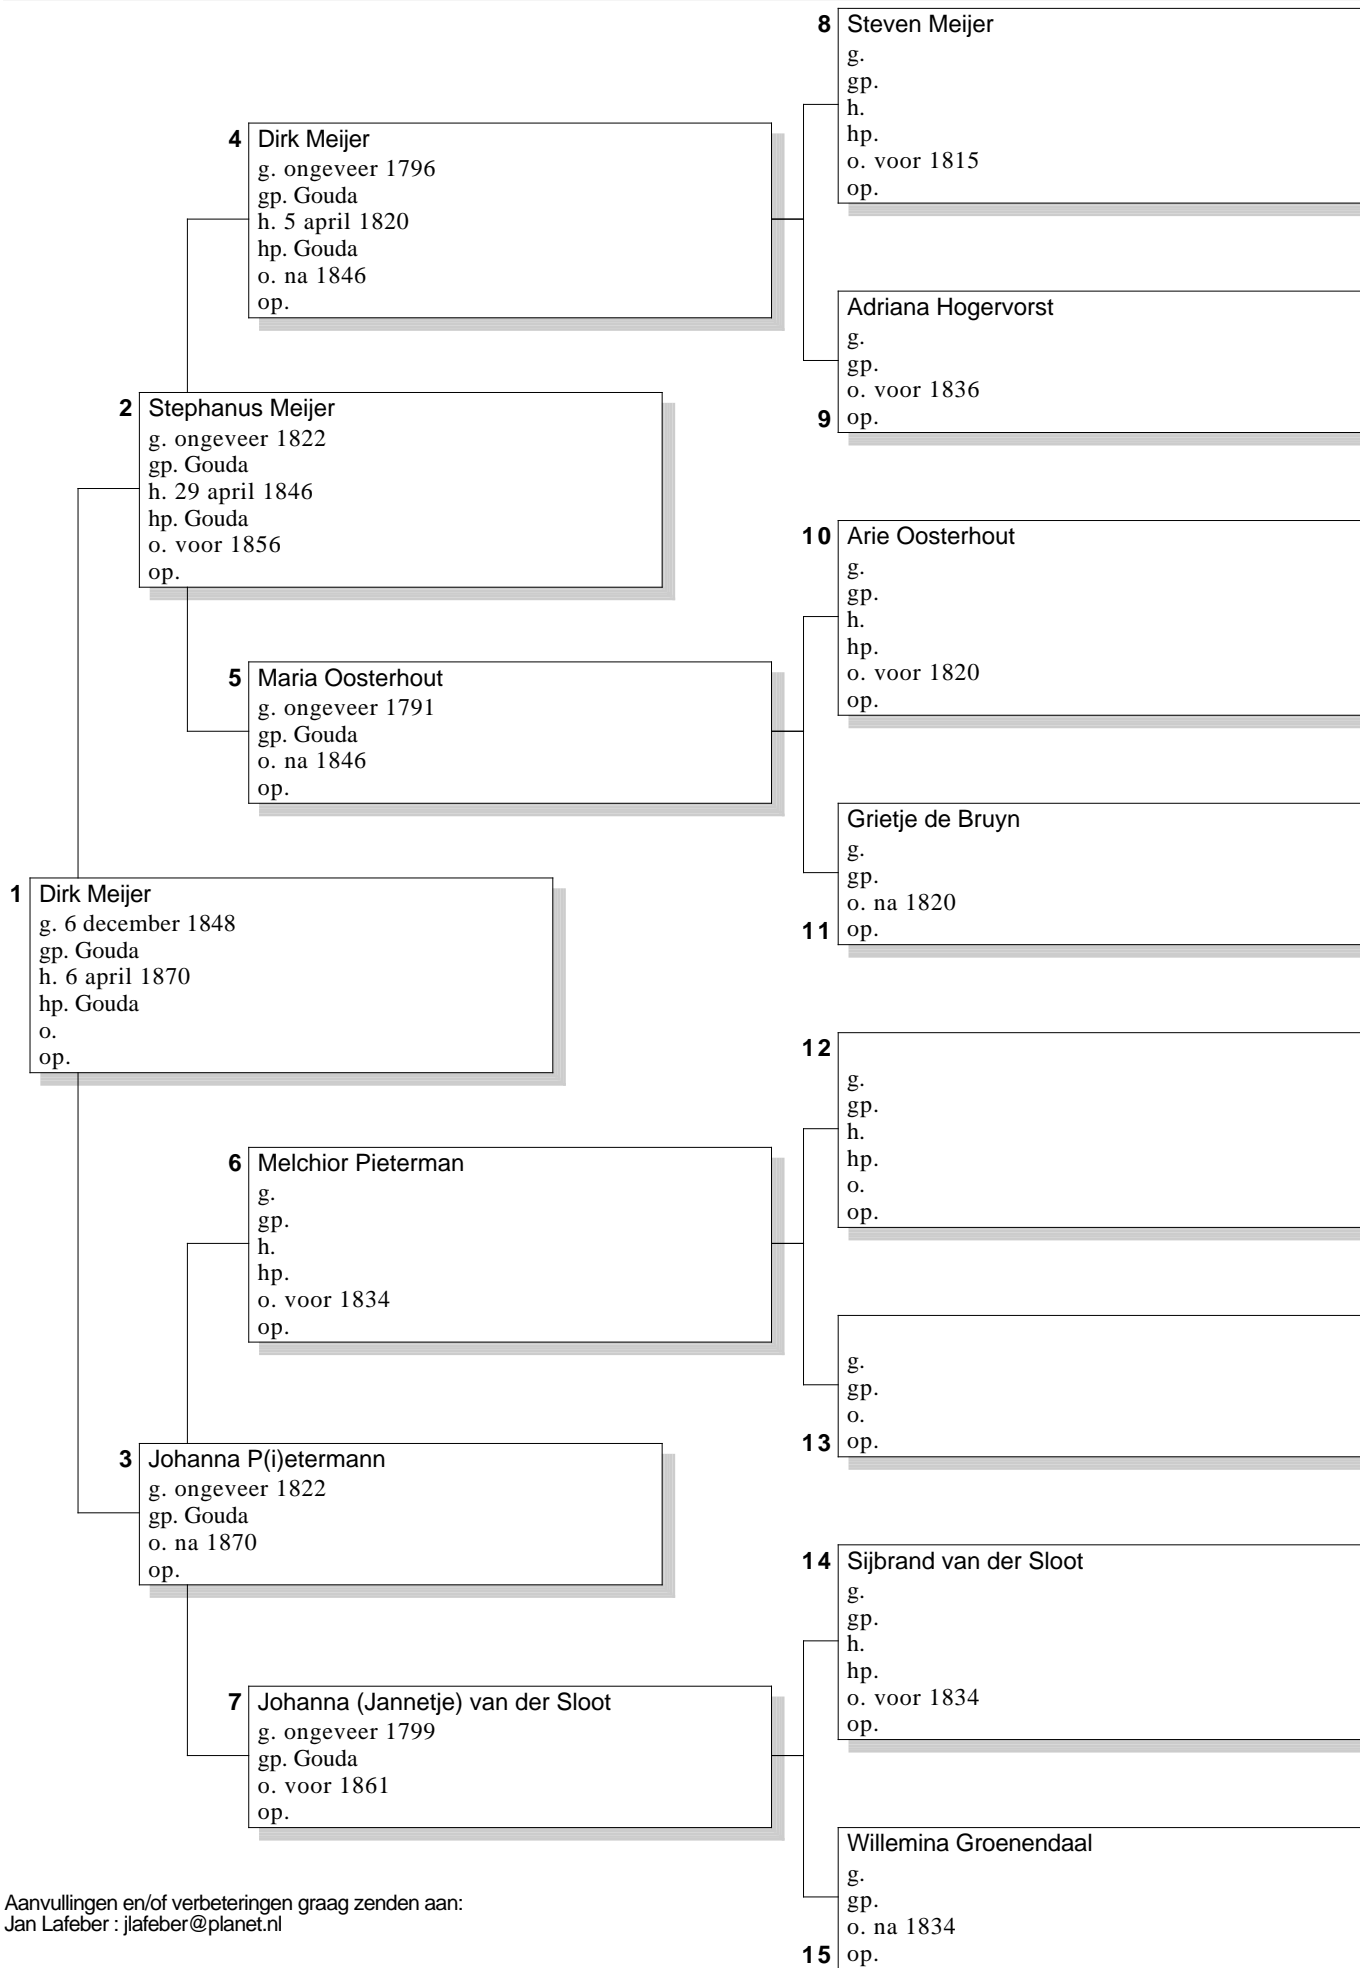 8 Steven Meijer
g.
gp.
h.
hp.
o. voor 1815
op.
4 Dirk Meijer
g. ongeveer 1796
gp. Gouda
h. 5 april 1820
hp. Gouda
o. na 1846
op.
Adriana Hogervorst
g.
gp.
o. voor 1836
9 op.
2 Stephanus Meijer
g. ongeveer 1822
gp. Gouda
h. 29 april 1846
hp. Gouda
o. voor 1856
op.
10 Arie Oosterhout
g.
gp.
h.
hp.
o. voor 1820
op.
5 Maria Oosterhout
g. ongeveer 1791
gp. Gouda
o. na 1846
op.
Grietje de Bruyn
g.
gp.
o. na 1820
11 op.
1 Dirk Meijer
g. 6 december 1848
gp. Gouda
h. 6 april 1870
hp. Gouda
o.
op.
12
g.
gp.
h.
hp.
o.
op.
6 Melchior Pieterman
g.
gp.
h.
hp.
o. voor 1834
op.
g.
gp.
o.
13 op.
3 Johanna P(i)etermann
g. ongeveer 1822
gp. Gouda
o. na 1870
op.
14 Sijbrand van der Sloot
g.
gp.
h.
hp.
o. voor 1834
op.
7 Johanna (Jannetje) van der Sloot
g. ongeveer 1799
gp. Gouda
o. voor 1861
op.
Willemina Groenendaal
g.
gp.
o. na 1834
15 op.
Aanvullingen en/of verbeteringen graag zenden aan:
Jan Lafeber : jlafeber@planet.nl